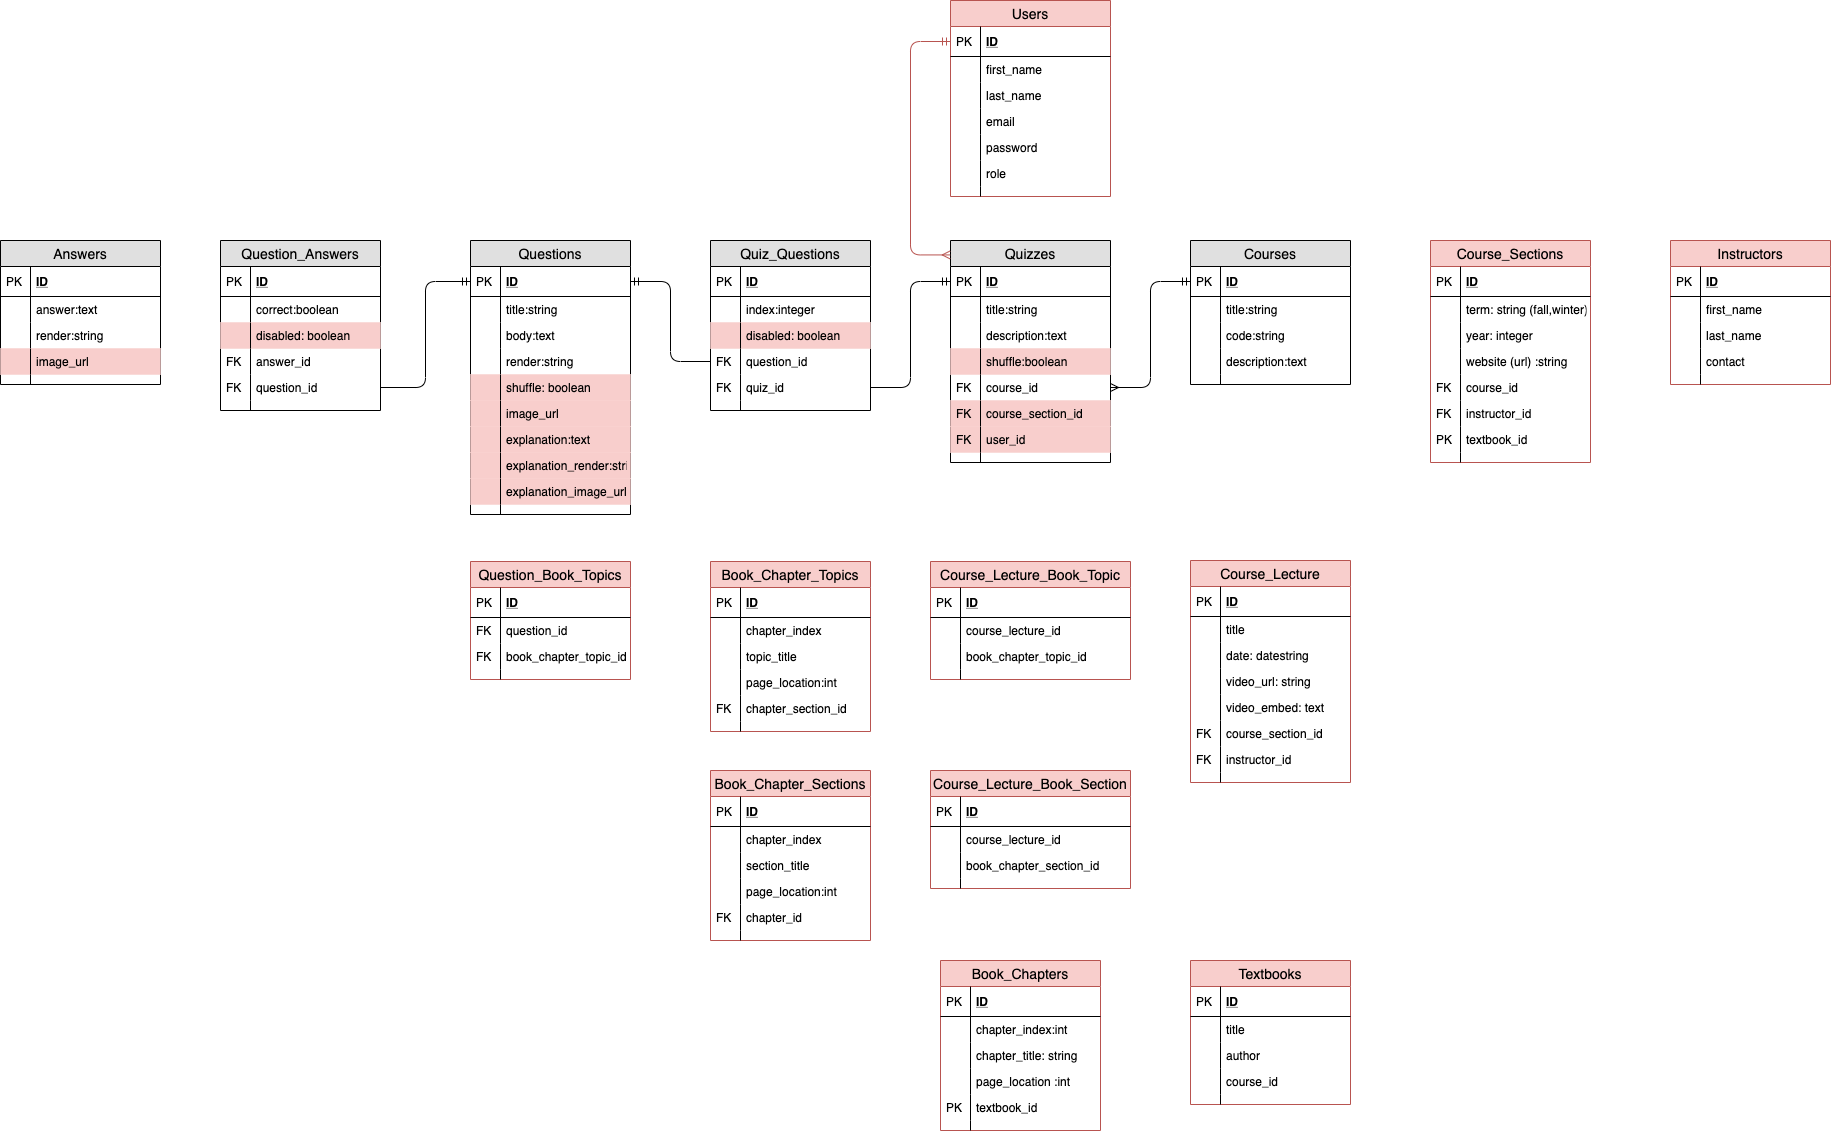 Users
PK ID
first_name
last_name
email
password
role
Answers
PK ID
answer:text
render:string
image_url
Question_Answers
PK ID
correct:boolean
disabled: boolean
FK answer_id
FK question_id
Questions
PK ID
title:string
body:text
render:string
shuffle: boolean
image_url
explanation:text
explanation_render:stri
explanation_image_url
Quiz_Questions
PK ID
index:integer
disabled: boolean
FK question_id
FK quiz_id
Quizzes
PK ID
title:string
description:text
shuffle:boolean
FK course_id
FK course_section_id
FK user_id
Courses
PK ID
title:string
code:string
description:text
Course_Sections
PK ID
term: string (fall,winter)
year: integer
website (url) :string
FK course_id
FK instructor_id
PK textbook_id
Instructors
PK ID
first_name
last_name
contact
Question_Book_Topics
PK ID
FK question_id
FK book_chapter_topic_id
Book_Chapter_Topics
PK ID
chapter_index
topic_title
page_location:int
FK chapter_section_id
Course_Lecture_Book_Topic
PK ID
course_lecture_id
book_chapter_topic_id
Course_Lecture
PK ID
title
date: datestring
video_url: string
video_embed: text
FK course_section_id
FK instructor_id
Book_Chapter_Sections
PK ID
chapter_index
section_title
page_location:int
FK chapter_id
Course_Lecture_Book_Section
PK ID
course_lecture_id
book_chapter_section_id
Book_Chapters
PK ID
chapter_index:int
chapter_title: string
page_location :int
PK textbook_id
Textbooks
PK ID
title
author
course_id